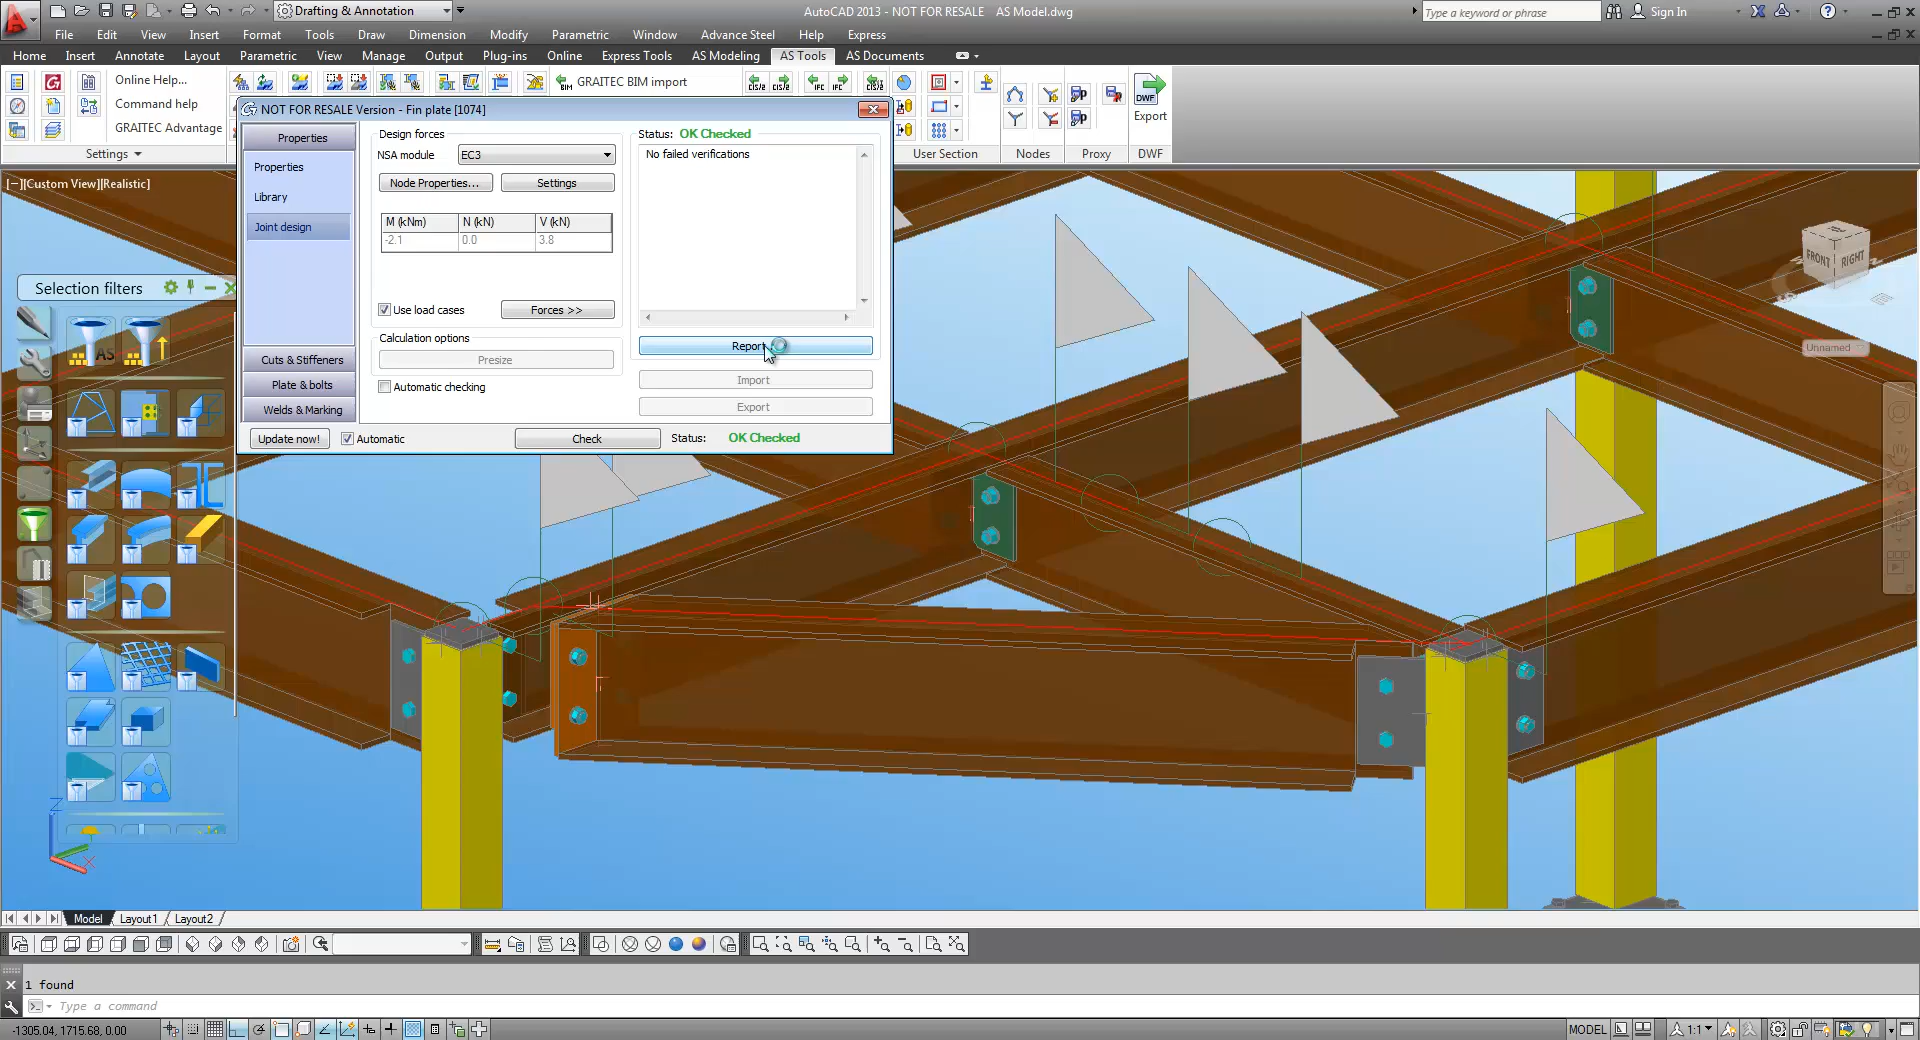 Drafting & Annotation
AutoCAD 2013 - NOT FOR RESALE AS Model.dwg
Type a keyword or phrase
Sign In
File Edit View Insert Format Tools Draw Dimension Modify Parametric Window Advance Steel Help Express
Home Insert Annotate Layout Parametric View Manage Output Plug-ins Online Express Tools AS Modeling AS Tools AS Documents
Online Help...
Command help
GRAITEC Advantage
Settings
GRAITEC BIM import
User Section
Nodes
Proxy
DWF
Export
DWF
NOT FOR RESALE Version - Fin plate [1074]
Properties
Properties
Library
Joint design
Cuts & Stiffeners
Plate & bolts
Welds & Marking
Design forces
NSA module EC3
Node Properties... Settings
M (kNm) N (kN) V (kN)
-2.1 0.0 3.8
Use load cases Forces >>
Calculation options
Presize
Automatic checking
Status: OK Checked
No failed verifications
Report
Import
Export
Update now! Automatic Check Status: OK Checked
[−][Custom View][Realistic]
Selection filters
AS
FRONT RIGHT
Unnamed
Z
X
Model Layout1 Layout2
1 found
Type a command
-1305.04, 1715.68, 0.00
MODEL
1:1